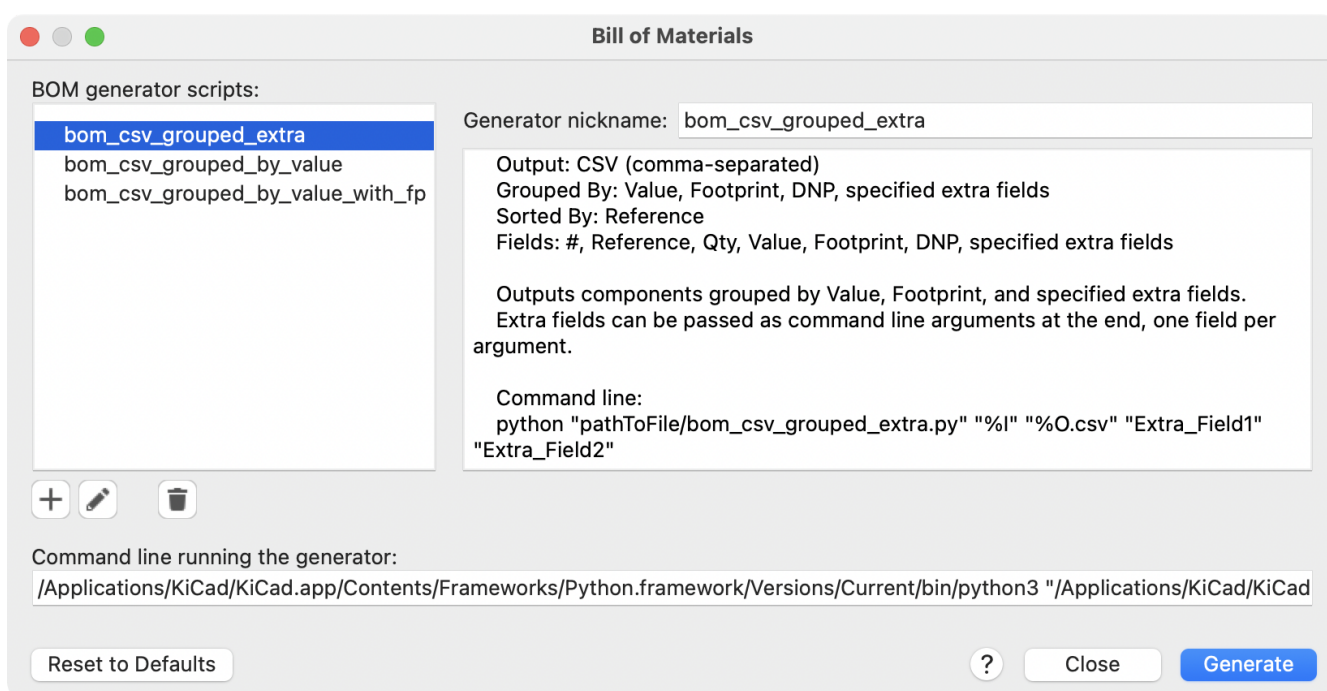 Bill of Materials
BOM generator scripts:
bom_csv_grouped_extra
bom_csv_grouped_by_value
bom_csv_grouped_by_value_with_fp
Generator nickname: bom_csv_grouped_extra
Output: CSV (comma-separated)
Grouped By: Value, Footprint, DNP, specified extra fields
Sorted By: Reference
Fields: #, Reference, Qty, Value, Footprint, DNP, specified extra fields
Outputs components grouped by Value, Footprint, and specified extra fields.
Extra fields can be passed as command line arguments at the end, one field per
argument.
Command line:
python "pathToFile/bom_csv_grouped_extra.py" "%I" "%O.csv" "Extra_Field1"
"Extra_Field2"
Command line running the generator:
/Applications/KiCad/KiCad.app/Contents/Frameworks/Python.framework/Versions/Current/bin/python3 "/Applications/KiCad/KiCad
Reset to Defaults
?
Close
Generate